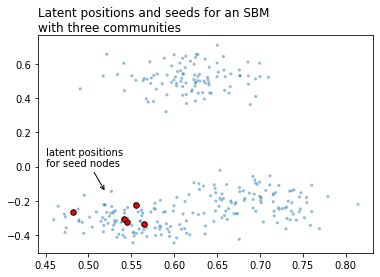 Latent positions and seeds for an SBM
with three communities
0.6
0.4
0.2
0.0
−0.2
−0.4
latent positions
for seed nodes
0.45 0.50 0.55 0.60 0.65 0.70 0.75 0.80